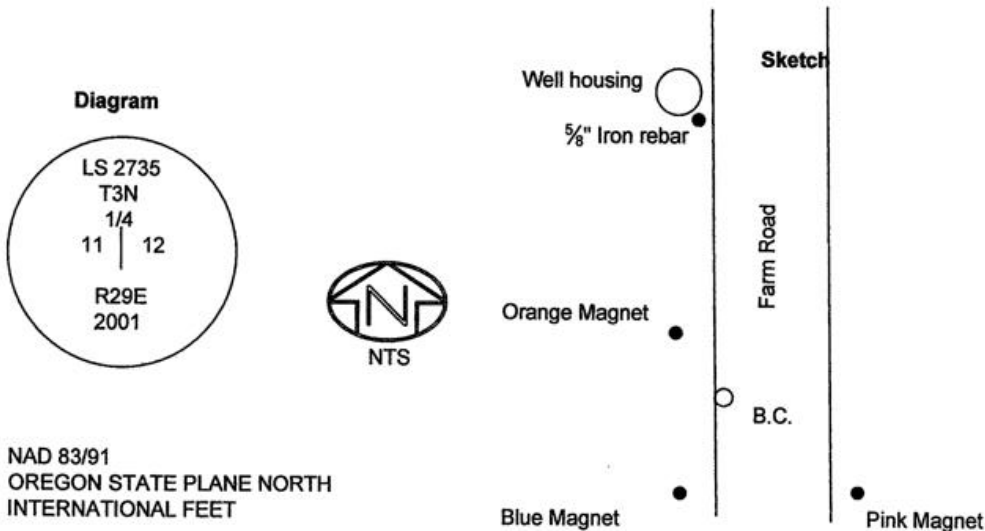 Diagram
LS 2735
T3N
1/4
11 | 12
R29E
2001
N
NTS
NAD 83/91
OREGON STATE PLANE NORTH
INTERNATIONAL FEET
Sketch
Well housing
⅝" Iron rebar
Farm Road
Orange Magnet
B.C.
Blue Magnet
Pink Magnet